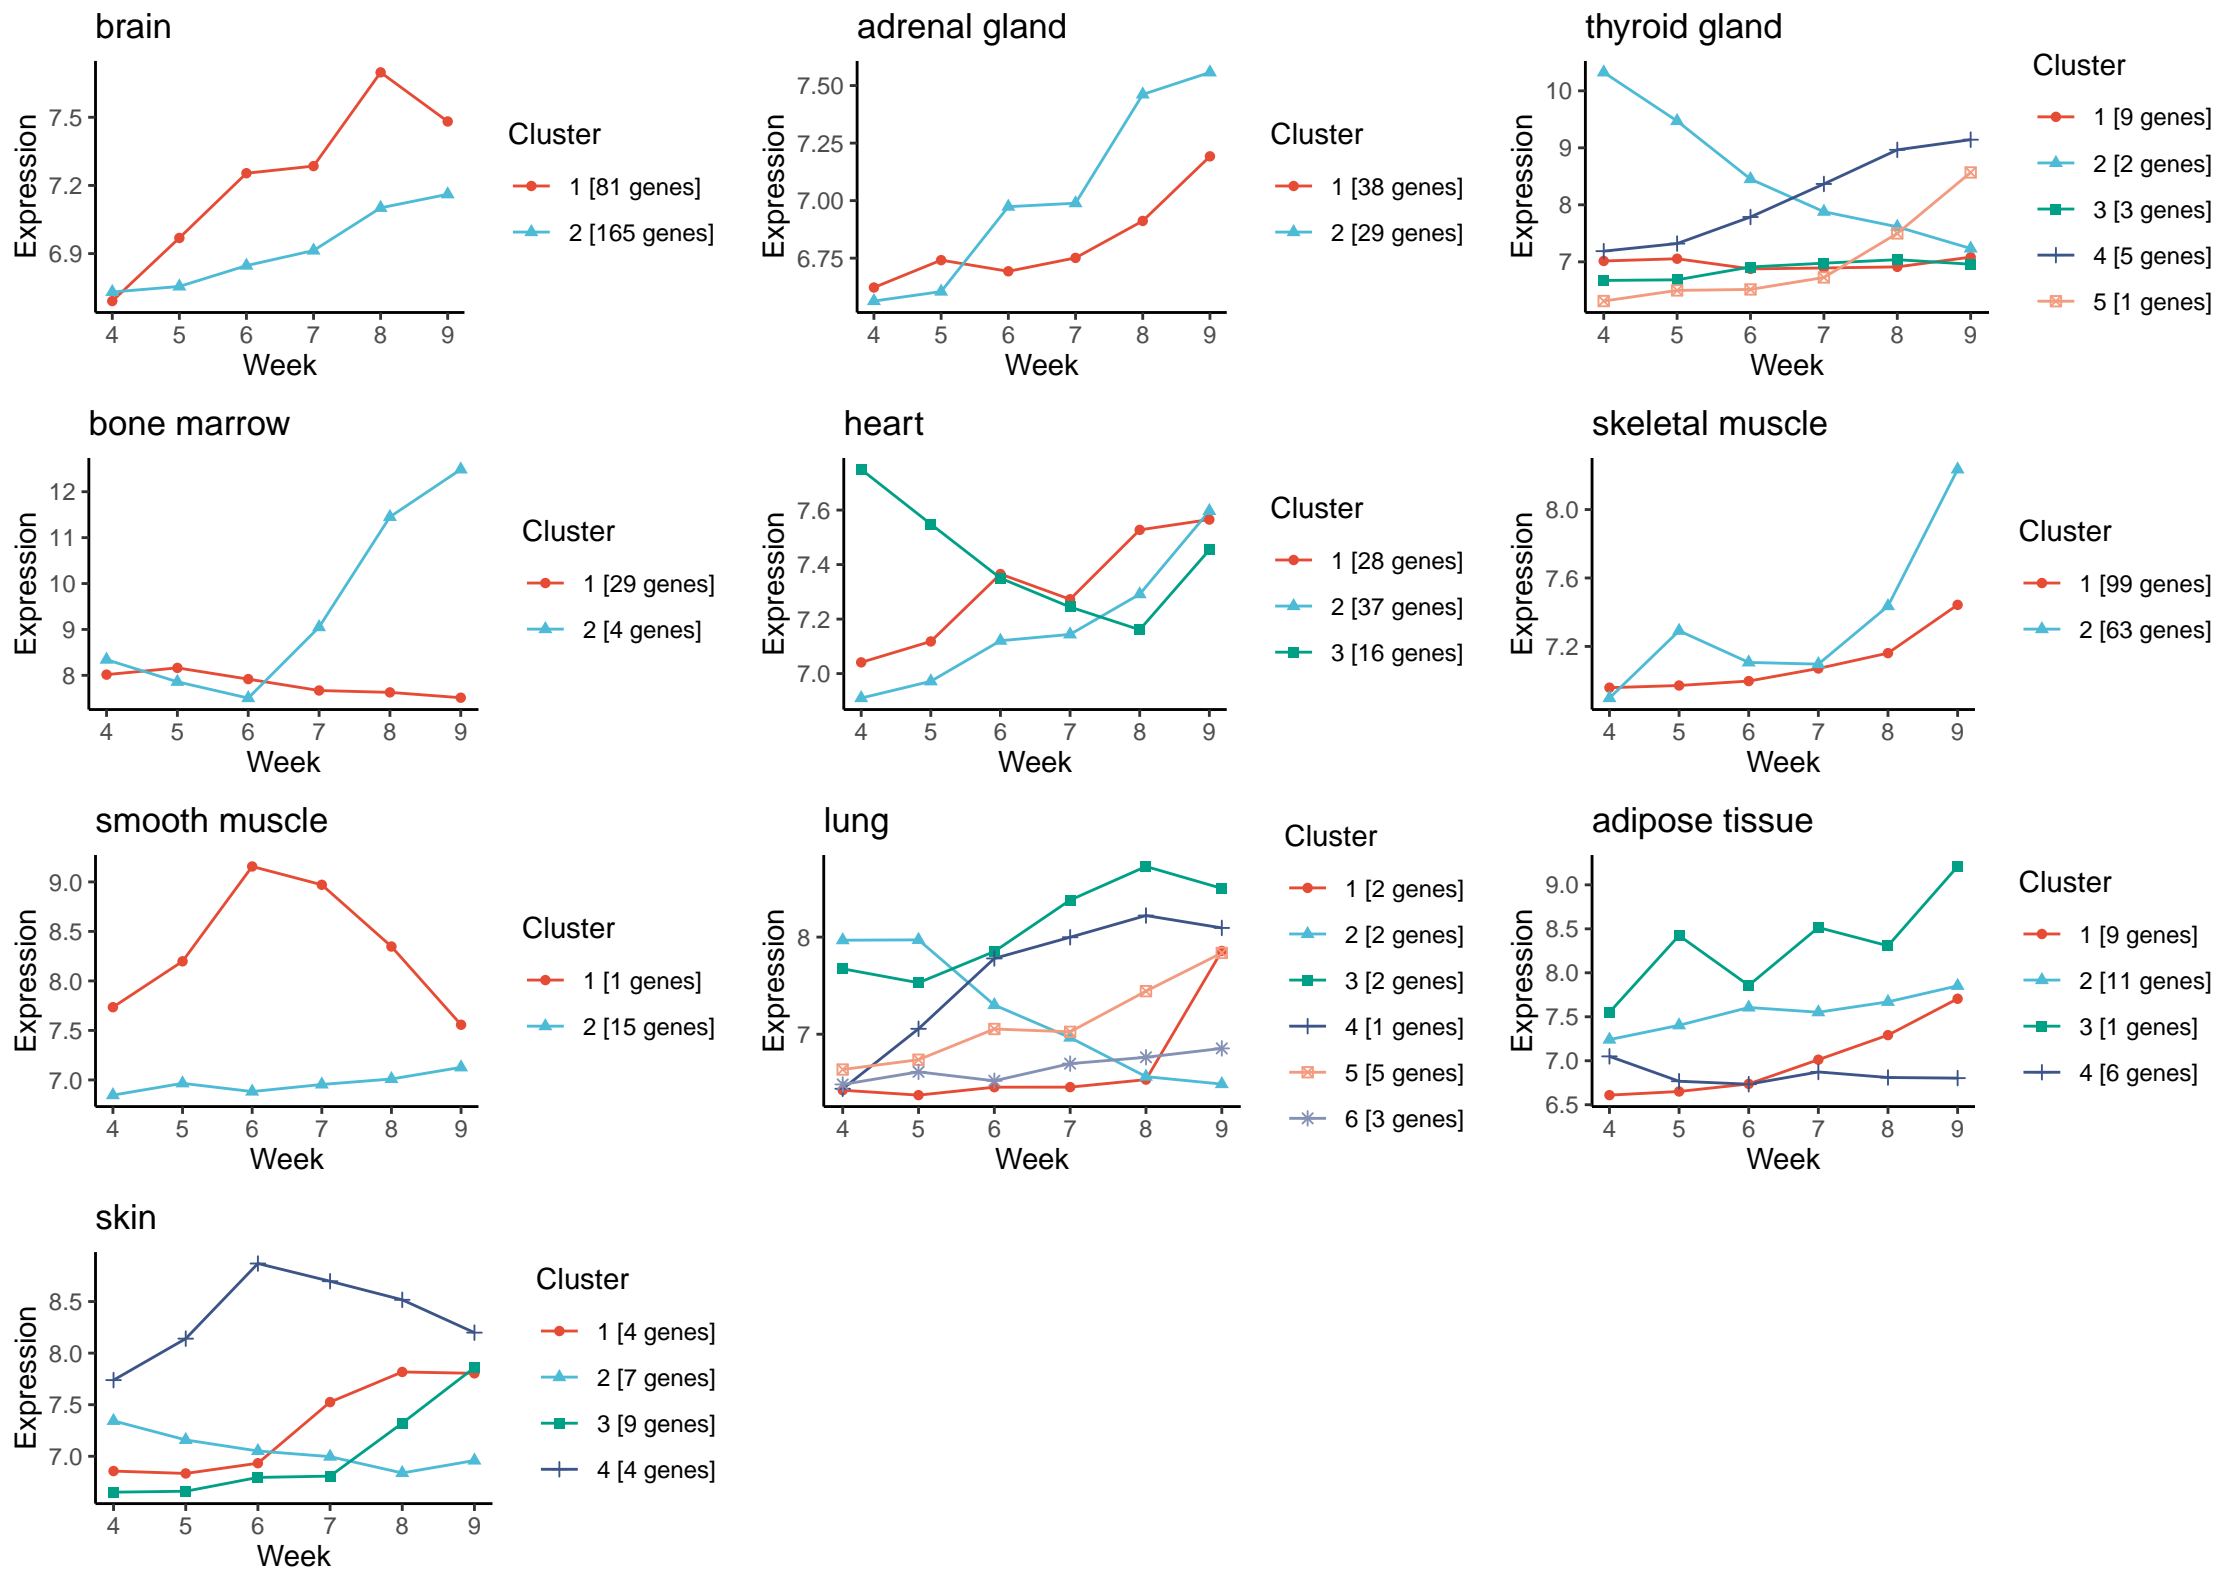 brain
7.5
7.2
6.9
Expression
4 5 6 7 8 9
Week
Cluster
1 [81 genes]
2 [165 genes]
adrenal gland
7.50
7.25
7.00
6.75
Expression
4 5 6 7 8 9
Week
Cluster
1 [38 genes]
2 [29 genes]
thyroid gland
10
9
8
7
Expression
4 5 6 7 8 9
Week
Cluster
1 [9 genes]
2 [2 genes]
3 [3 genes]
4 [5 genes]
5 [1 genes]
bone marrow
12
11
10
9
8
Expression
4 5 6 7 8 9
Week
Cluster
1 [29 genes]
2 [4 genes]
heart
7.6
7.4
7.2
7.0
Expression
4 5 6 7 8 9
Week
Cluster
1 [28 genes]
2 [37 genes]
3 [16 genes]
skeletal muscle
8.0
7.6
7.2
Expression
4 5 6 7 8 9
Week
Cluster
1 [99 genes]
2 [63 genes]
smooth muscle
9.0
8.5
8.0
7.5
7.0
Expression
4 5 6 7 8 9
Week
Cluster
1 [1 genes]
2 [15 genes]
lung
8
7
Expression
4 5 6 7 8 9
Week
Cluster
1 [2 genes]
2 [2 genes]
3 [2 genes]
4 [1 genes]
5 [5 genes]
6 [3 genes]
adipose tissue
9.0
8.5
8.0
7.5
7.0
6.5
Expression
4 5 6 7 8 9
Week
Cluster
1 [9 genes]
2 [11 genes]
3 [1 genes]
4 [6 genes]
skin
8.5
8.0
7.5
7.0
Expression
4 5 6 7 8 9
Week
Cluster
1 [4 genes]
2 [7 genes]
3 [9 genes]
4 [4 genes]